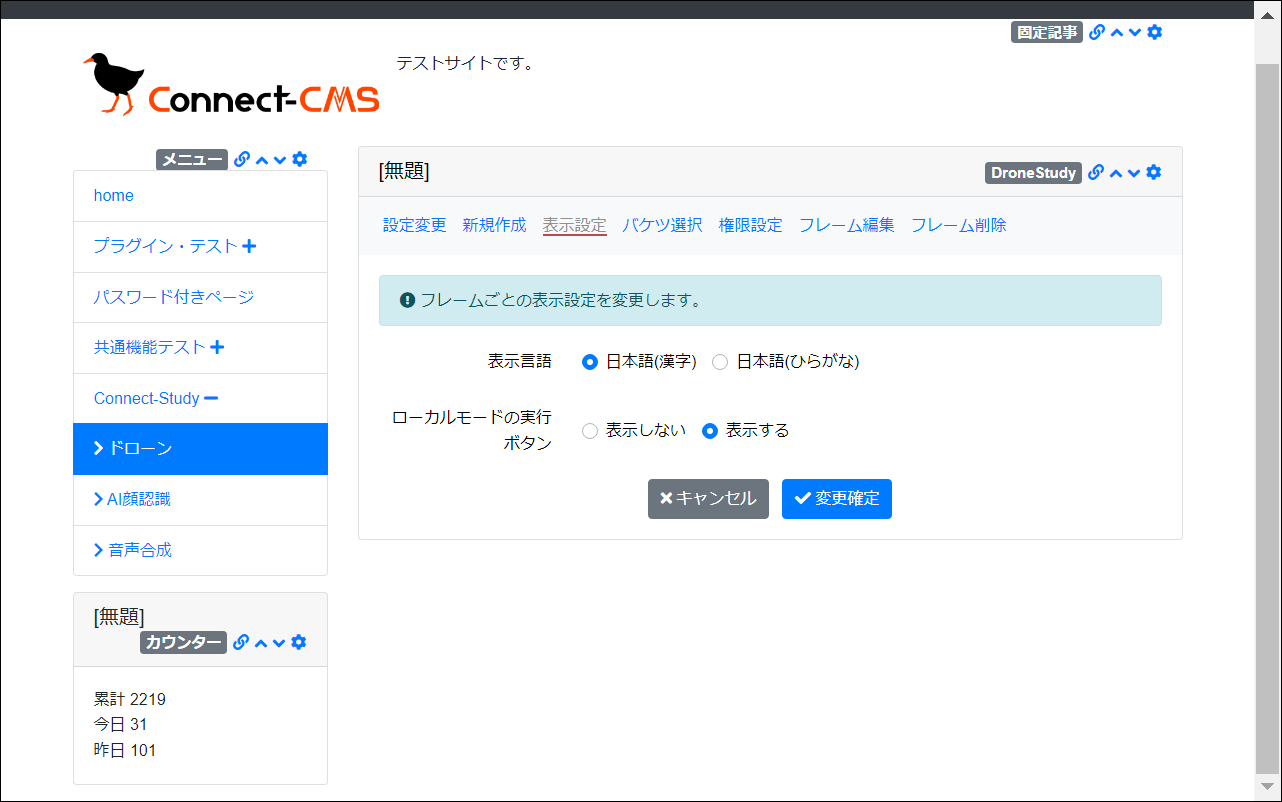 固定記事
テストサイトです。
Connect-CMS
メニュー
home
プラグイン・テスト
パスワード付きページ
共通機能テスト
Connect-Study
ドローン
AI顔認識
音声合成
[無題]
カウンター
累計 2219
今日 31
昨日 101
[無題]
DroneStudy
設定変更 新規作成 表示設定 バケツ選択 権限設定 フレーム編集 フレーム削除
フレームごとの表示設定を変更します。
表示言語 日本語(漢字) 日本語(ひらがな)
ローカルモードの実行
ボタン 表示しない 表示する
キャンセル 変更確定